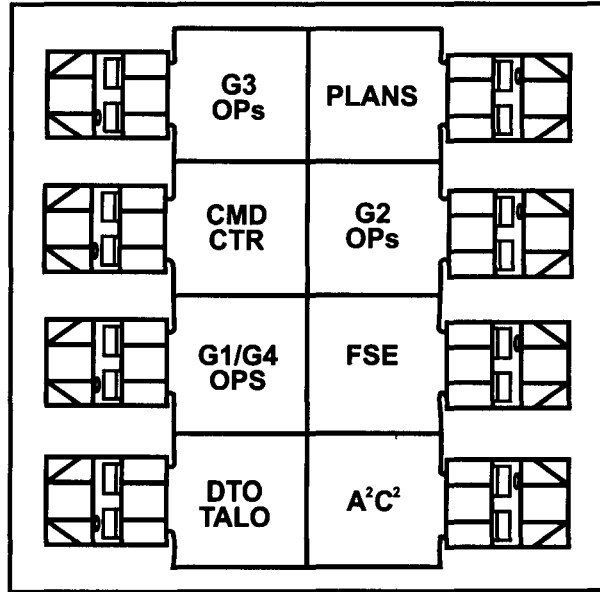 G3
OPs
PLANS
CMD
CTR
G2
OPs
G1/G4
OPS
FSE
DTO
TALO
A²C²